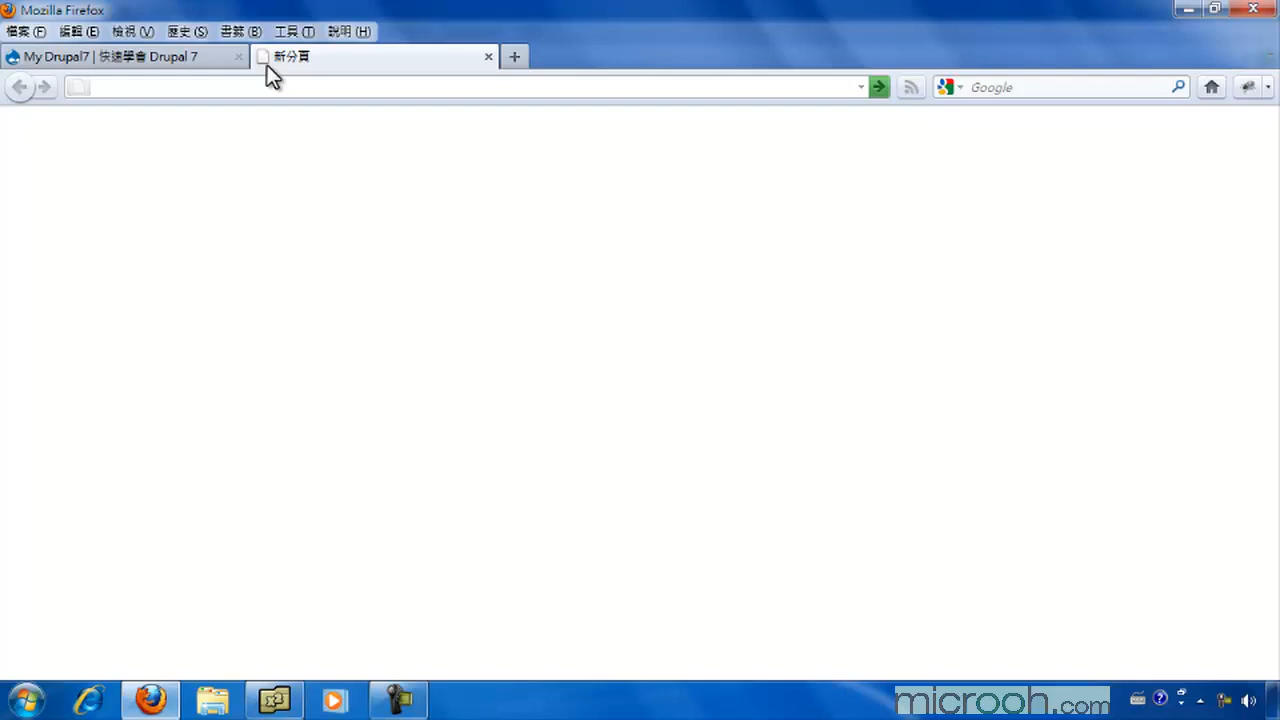 Mozilla Firefox
檔案 (F) 編輯 (E) 檢視 (V) 歷史 (S) 書籤 (B) 工具 (T) 說明 (H)
My Drupal7 | 快速學會 Drupal 7 新分頁
Google
microoh.com